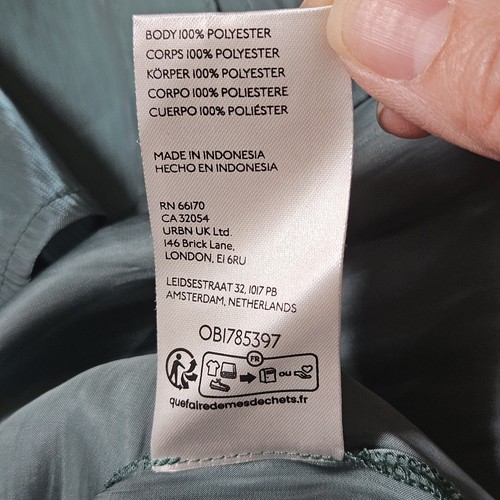 BODY 100% POLYESTER
CORPS 100% POLYESTER
KÖRPER 100% POLYESTER
CORPO 100% POLIESTERE
CUERPO 100% POLIÉSTER
MADE IN INDONESIA
HECHO EN INDONESIA
RN 66170
CA 32054
URBN UK Ltd.
146 Brick Lane,
LONDON, E1 6RU
LEIDSESTRAAT 32, 1017 PB
AMSTERDAM, NETHERLANDS
OB1785397
FR
ou
quefairedemesdechets.fr